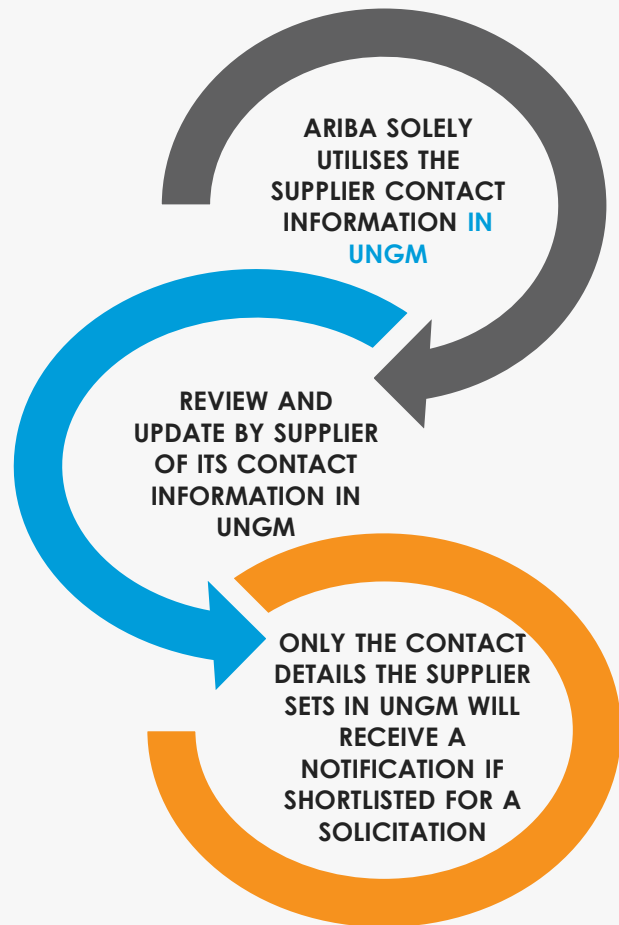 ARIBA SOLELY
UTILISES THE
SUPPLIER CONTACT
INFORMATION IN
UNGM
REVIEW AND
UPDATE BY SUPPLIER
OF ITS CONTACT
INFORMATION IN
UNGM
ONLY THE CONTACT
DETAILS THE SUPPLIER
SETS IN UNGM WILL
RECEIVE A
NOTIFICATION IF
SHORTLISTED FOR A
SOLICITATION